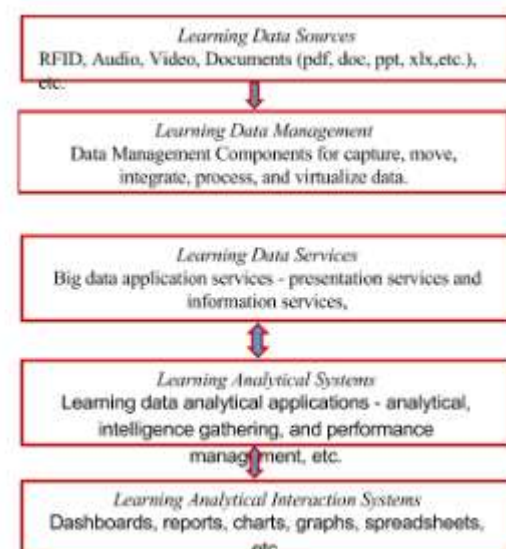 Learning Data Sources
RFID, Audio, Video, Documents (pdf, doc, ppt, xlx,etc.),
etc.
Learning Data Management
Data Management Components for capture, move,
integrate, process, and virtualize data.
Learning Data Services
Big data application services - presentation services and
information services,
Learning Analytical Systems
Learning data analytical applications - analytical,
intelligence gathering, and performance
management, etc.
Learning Analytical Interaction Systems
Dashboards, reports, charts, graphs, spreadsheets,
etc